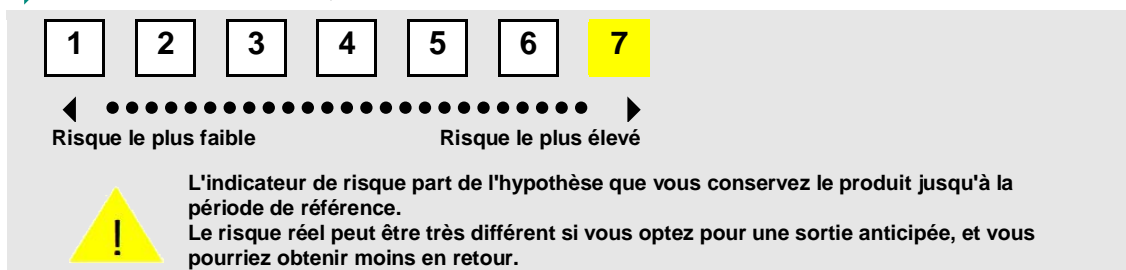 1 2 3 4 5 6 7
Risque le plus faible Risque le plus élevé
L'indicateur de risque part de l'hypothèse que vous conservez le produit jusqu'à la
période de référence.
! Le risque réel peut être très différent si vous optez pour une sortie anticipée, et vous
pourriez obtenir moins en retour.